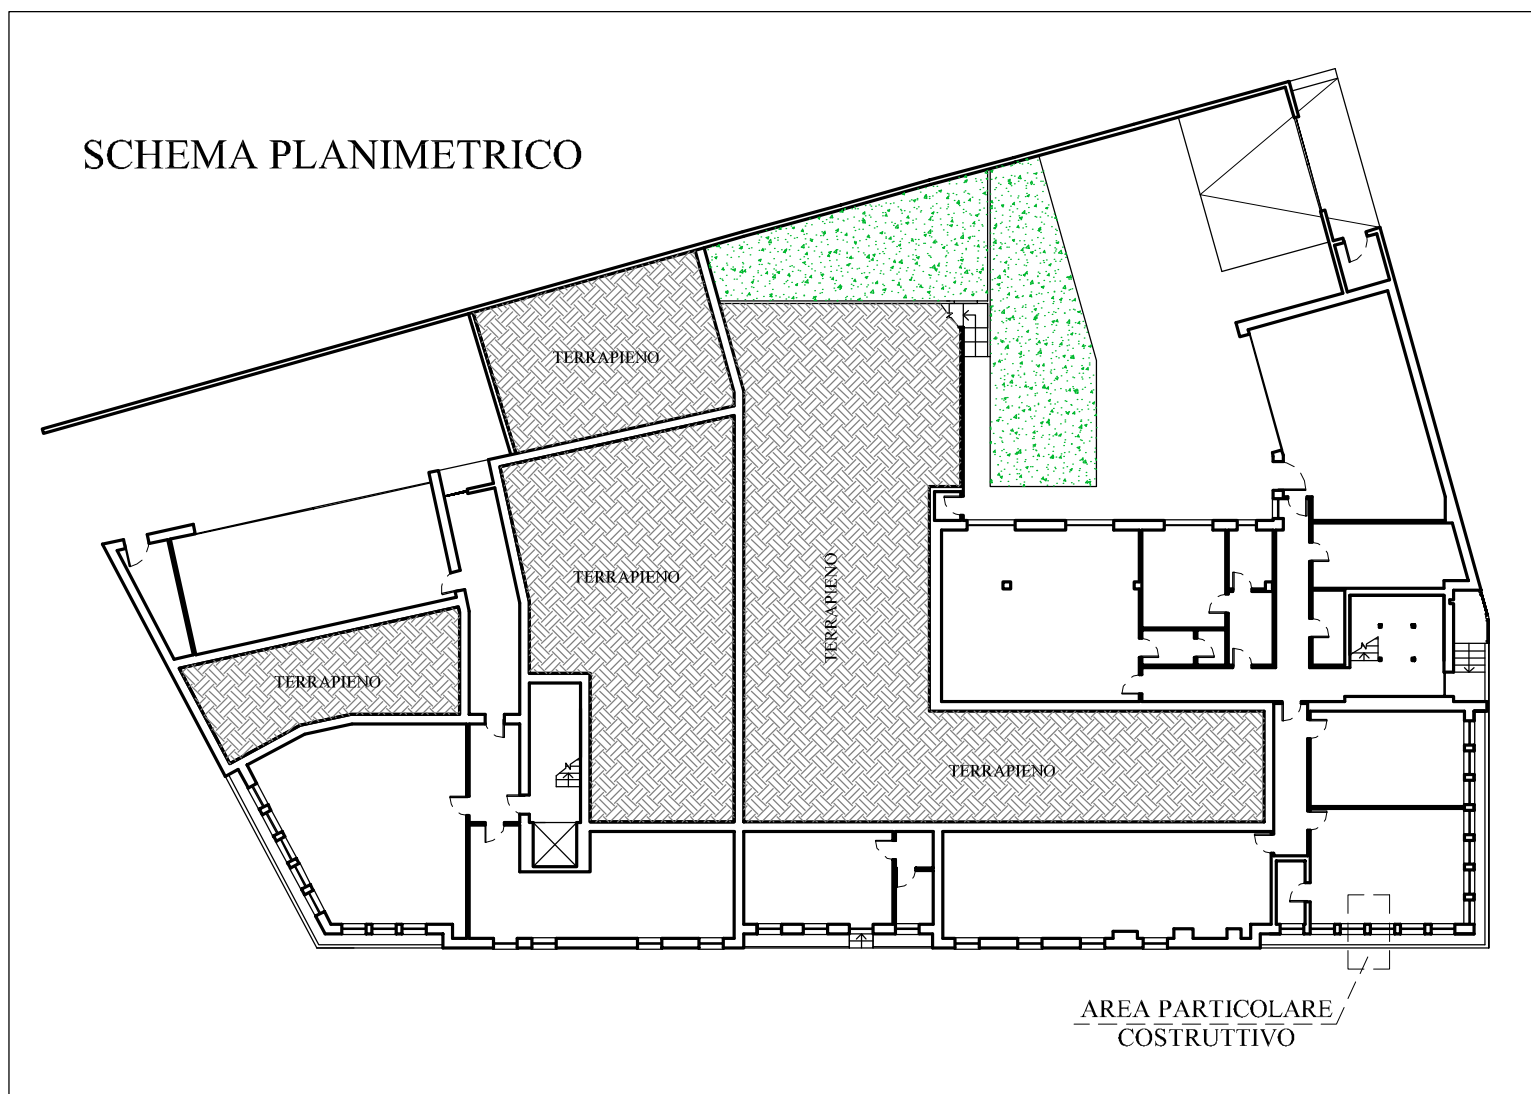 SCHEMA PLANIMETRICO
TERRAPIENO
TERRAPIENO
TERRAPIENO
TERRAPIENO
TERRAPIENO
AREA PARTICOLARE
COSTRUTTIVO